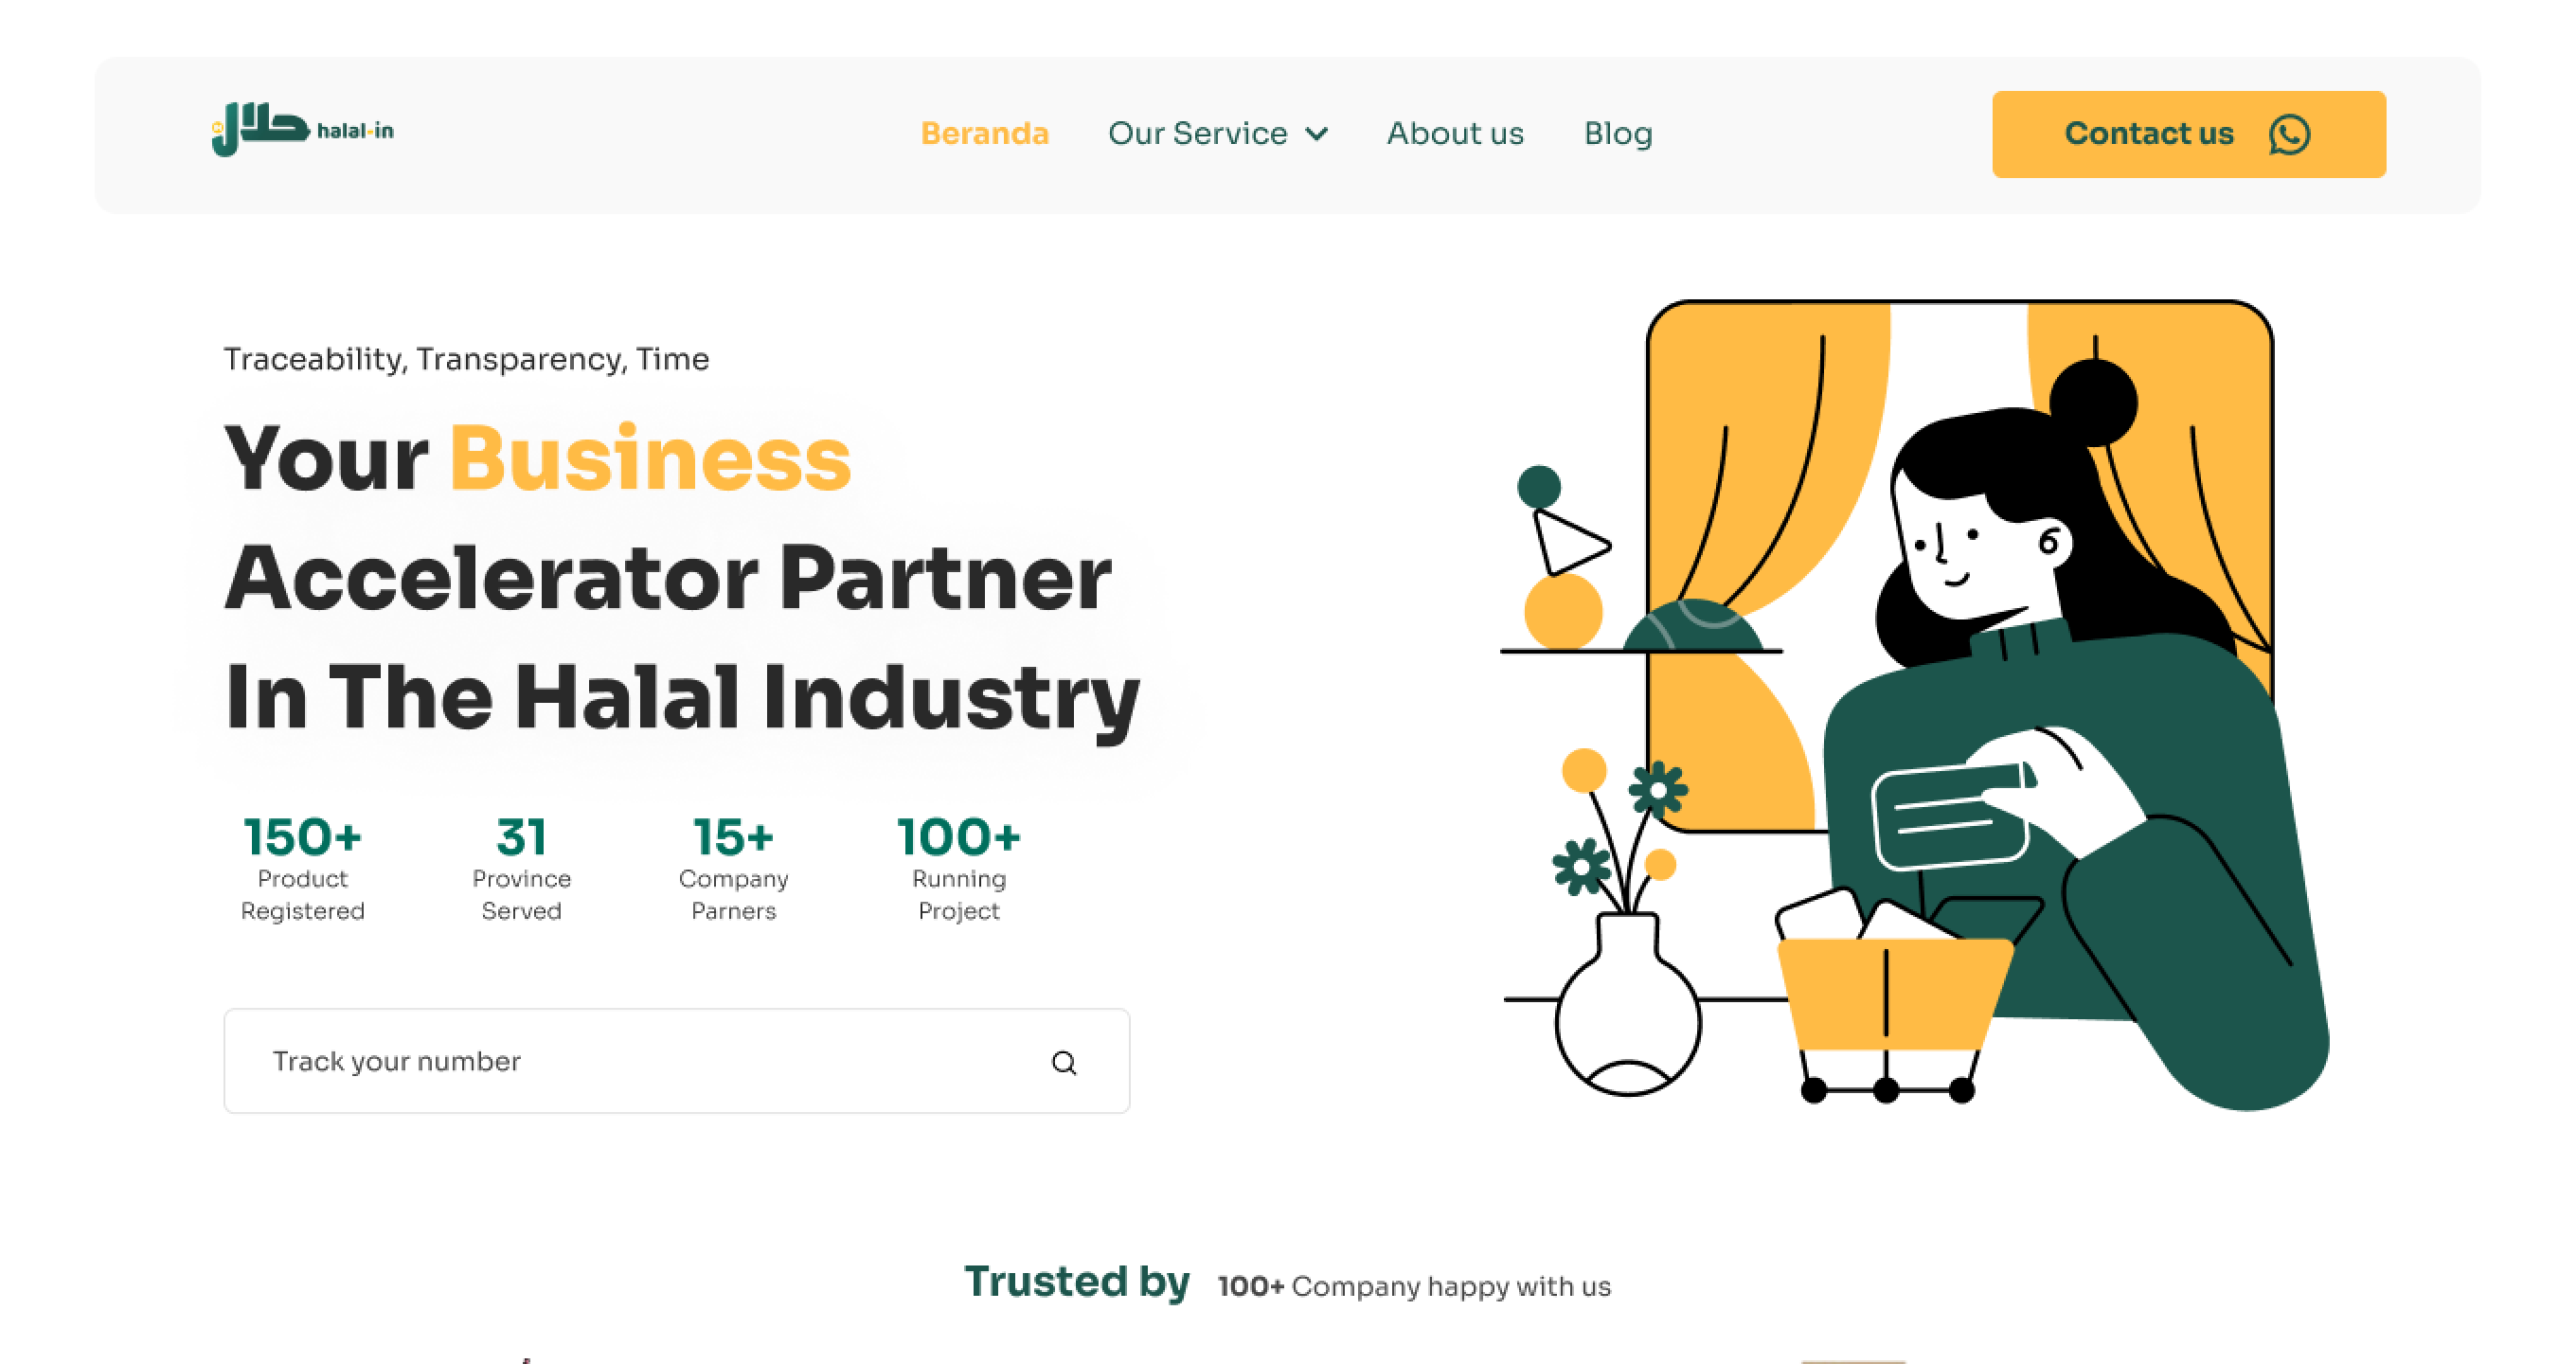 حلال halal-in
Beranda
Our Service
About us
Blog
Contact us
Traceability, Transparency, Time
Your Business
Accelerator Partner
In The Halal Industry
150+
Product
Registered
31
Province
Served
15+
Company
Parners
100+
Running
Project
Track your number
Trusted by 100+ Company happy with us